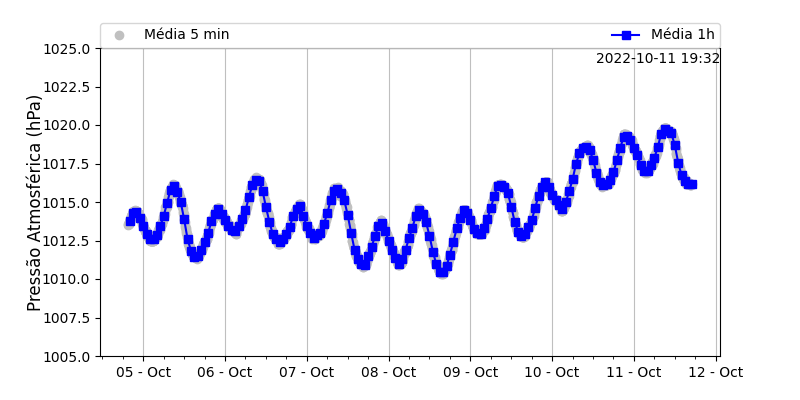 Média 5 min
Média 1h
2022-10-11 19:32
Pressão Atmosférica (hPa)
1025.0
1022.5
1020.0
1017.5
1015.0
1012.5
1010.0
1007.5
1005.0
05 - Oct
06 - Oct
07 - Oct
08 - Oct
09 - Oct
10 - Oct
11 - Oct
12 - Oct